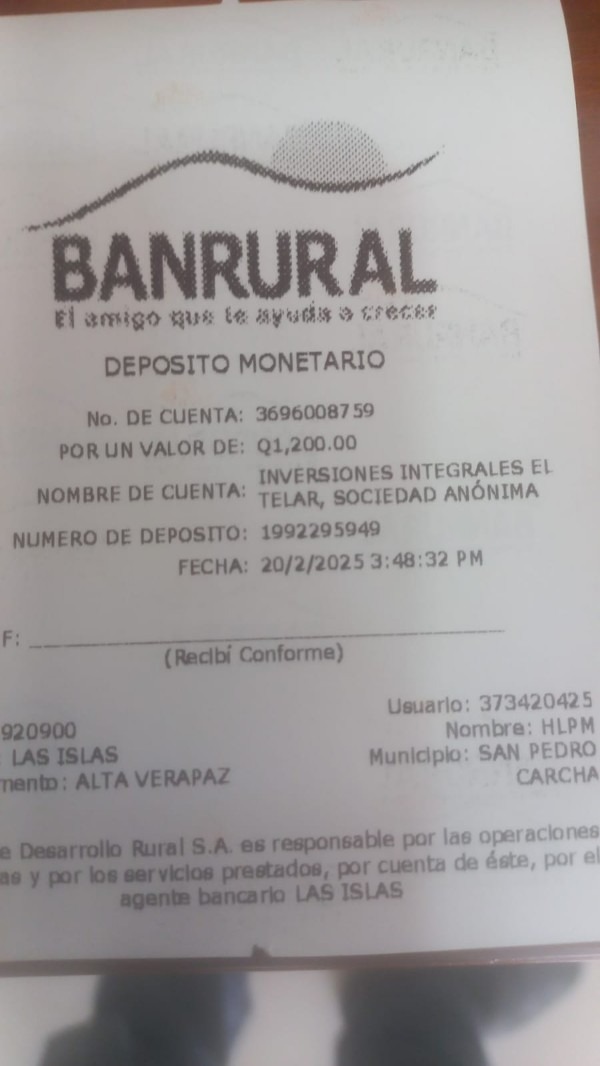 BANRURAL
El amigo que te ayuda a crecer
DEPOSITO MONETARIO
No. DE CUENTA: 3696008759
POR UN VALOR DE: Q1,200.00
NOMBRE DE CUENTA: INVERSIONES INTEGRALES EL
TELAR, SOCIEDAD ANÓNIMA
NUMERO DE DEPOSITO: 1992295949
FECHA: 20/2/2025 3:48:32 PM
F:
(Recibí Conforme)
Usuario: 373420425
920900 Nombre: HLPM
: LAS ISLAS Municipio: SAN PEDRO
mento: ALTA VERAPAZ CARCHA
e Desarrollo Rural S.A. es responsable por las operaciones
as y por los servicios prestados, por cuenta de éste, por el
agente bancario LAS ISLAS